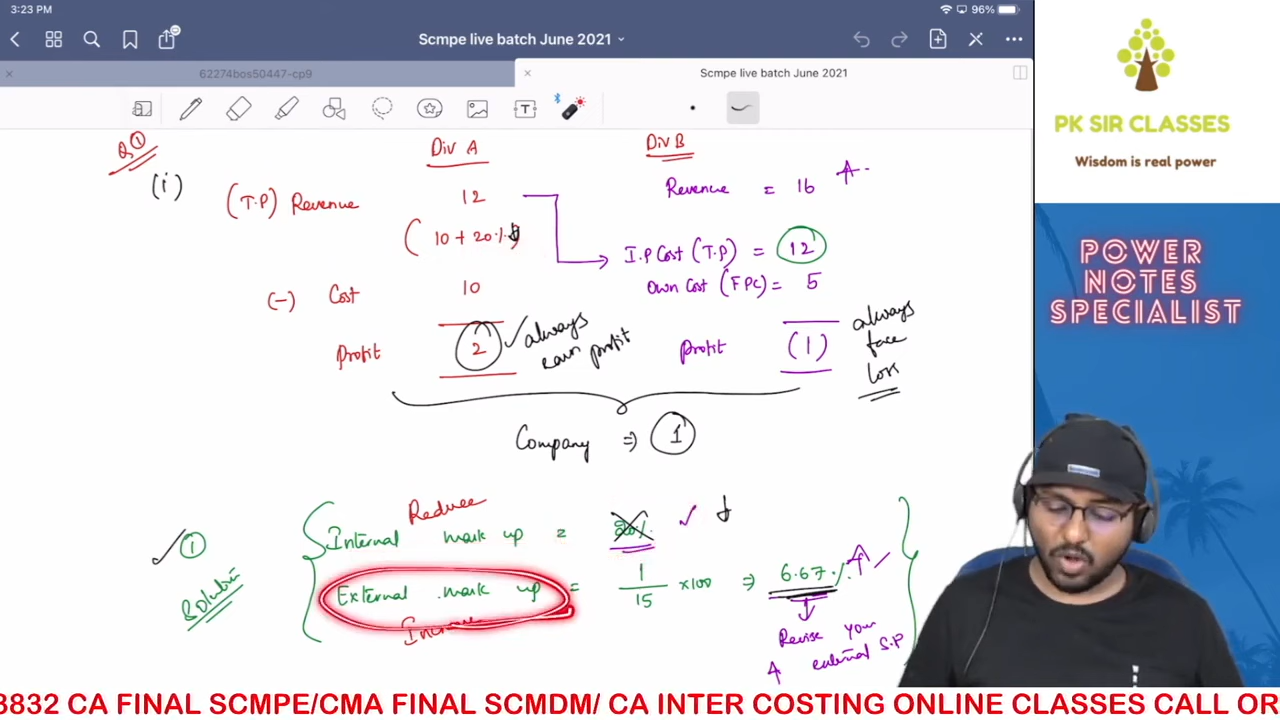 3:23 PM
96%
Scmpe live batch June 2021
62274bos50447-cp9
Scmpe live batch June 2021
Q ①
Div A
Div B
(i)
(T.P) Revenue
12
Revenue = 16
(10 + 20%)
I.P Cost (T.P) = 12
Own Cost (FPC) = 5
(-) Cost
10
Profit
2
always
earn profit
Profit
(1)
always
face
loss
Company ⇒ 1
① Solution
Reduce
Internal mark up = 20%
External mark up = 1/15 ×100 ⇒ 6.67%
Increase
Revise your
external S.P
PK SIR CLASSES
Wisdom is real power
POWER
NOTES
SPECIALIST
3832 CA FINAL SCMPE/CMA FINAL SCMDM/ CA INTER COSTING ONLINE CLASSES CALL OR